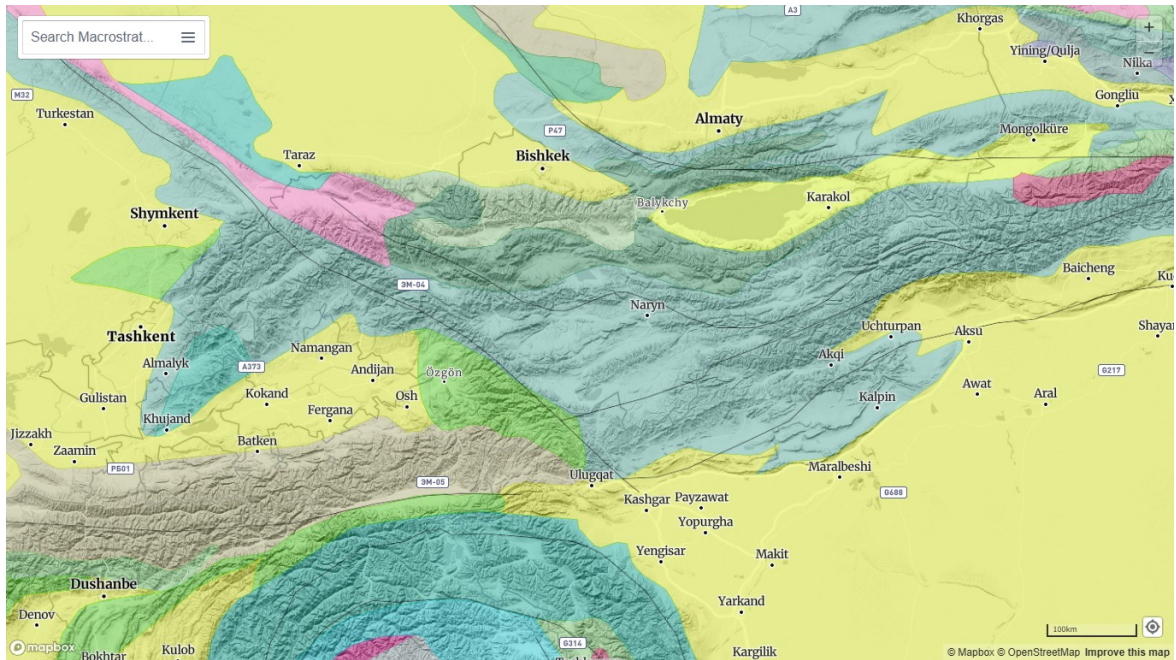 Search Macrostrat...
A3
Khorgas
+
−
Yining/Qulja
Nilka
M32
Turkestan
Gongliu
Almaty
P47
Mongolküre
Taraz
Bishkek
Karakol
Balykchy
Shymkent
ЭМ-04
Baicheng
Naryn
Tashkent
Uchturpan
Aksu
Shaya
Almalyk
Namangan
A373
Akqi
Andijan
Özgön
G217
Gulistan
Kokand
Osh
Kalpin
Awat
Aral
Khujand
Fergana
Jizzakh
Batken
Zaamin
РБ01
Maralbeshi
ЭМ-05
Ulugqat
G688
Kashgar
Payzawat
Yopurgha
Yengisar
Makit
Dushanbe
Yarkand
Denov
100km
G314
mapbox
Kulob
Bokhtar
Kargilik
© Mapbox © OpenStreetMap Improve this map